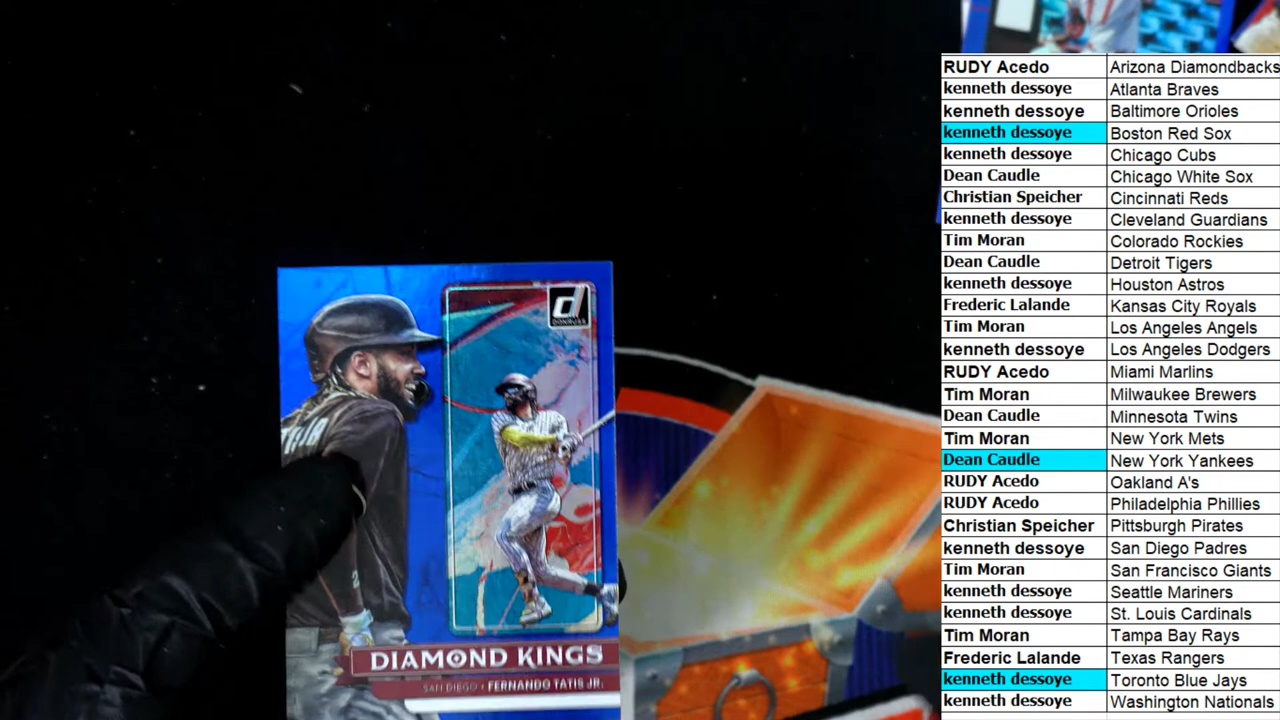 RUDY Acedo Arizona Diamondbacks
kenneth dessoye Atlanta Braves
kenneth dessoye Baltimore Orioles
kenneth dessoye Boston Red Sox
kenneth dessoye Chicago Cubs
Dean Caudle Chicago White Sox
Christian Speicher Cincinnati Reds
kenneth dessoye Cleveland Guardians
Tim Moran Colorado Rockies
Dean Caudle Detroit Tigers
kenneth dessoye Houston Astros
Frederic Lalande Kansas City Royals
Tim Moran Los Angeles Angels
kenneth dessoye Los Angeles Dodgers
RUDY Acedo Miami Marlins
Tim Moran Milwaukee Brewers
Dean Caudle Minnesota Twins
Tim Moran New York Mets
Dean Caudle New York Yankees
RUDY Acedo Oakland A's
RUDY Acedo Philadelphia Phillies
Christian Speicher Pittsburgh Pirates
kenneth dessoye San Diego Padres
Tim Moran San Francisco Giants
kenneth dessoye Seattle Mariners
kenneth dessoye St. Louis Cardinals
Tim Moran Tampa Bay Rays
Frederic Lalande Texas Rangers
kenneth dessoye Toronto Blue Jays
kenneth dessoye Washington Nationals
d
DONRUSS
DIAMOND KINGS
SAN DIEGO • FERNANDO TATIS JR.